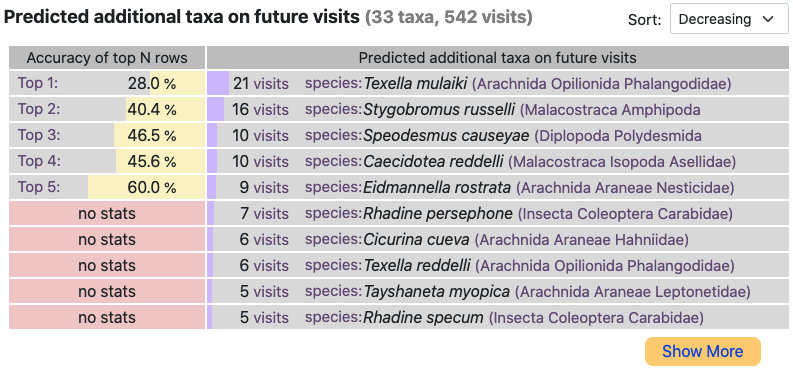 Predicted additional taxa on future visits (33 taxa, 542 visits)
Sort: Decreasing
Accuracy of top N rows Predicted additional taxa on future visits
Top 1: 28.0 % 21 visits species:Texella mulaiki (Arachnida Opilionida Phalangodidae)
Top 2: 40.4 % 16 visits species:Stygobromus russelli (Malacostraca Amphipoda
Top 3: 46.5 % 10 visits species:Speodesmus causeyae (Diplopoda Polydesmida
Top 4: 45.6 % 10 visits species:Caecidotea reddelli (Malacostraca Isopoda Asellidae)
Top 5: 60.0 % 9 visits species:Eidmannella rostrata (Arachnida Araneae Nesticidae)
no stats 7 visits species:Rhadine persephone (Insecta Coleoptera Carabidae)
no stats 6 visits species:Cicurina cueva (Arachnida Araneae Hahniidae)
no stats 6 visits species:Texella reddelli (Arachnida Opilionida Phalangodidae)
no stats 5 visits species:Tayshaneta myopica (Arachnida Araneae Leptonetidae)
no stats 5 visits species:Rhadine specum (Insecta Coleoptera Carabidae)
Show More